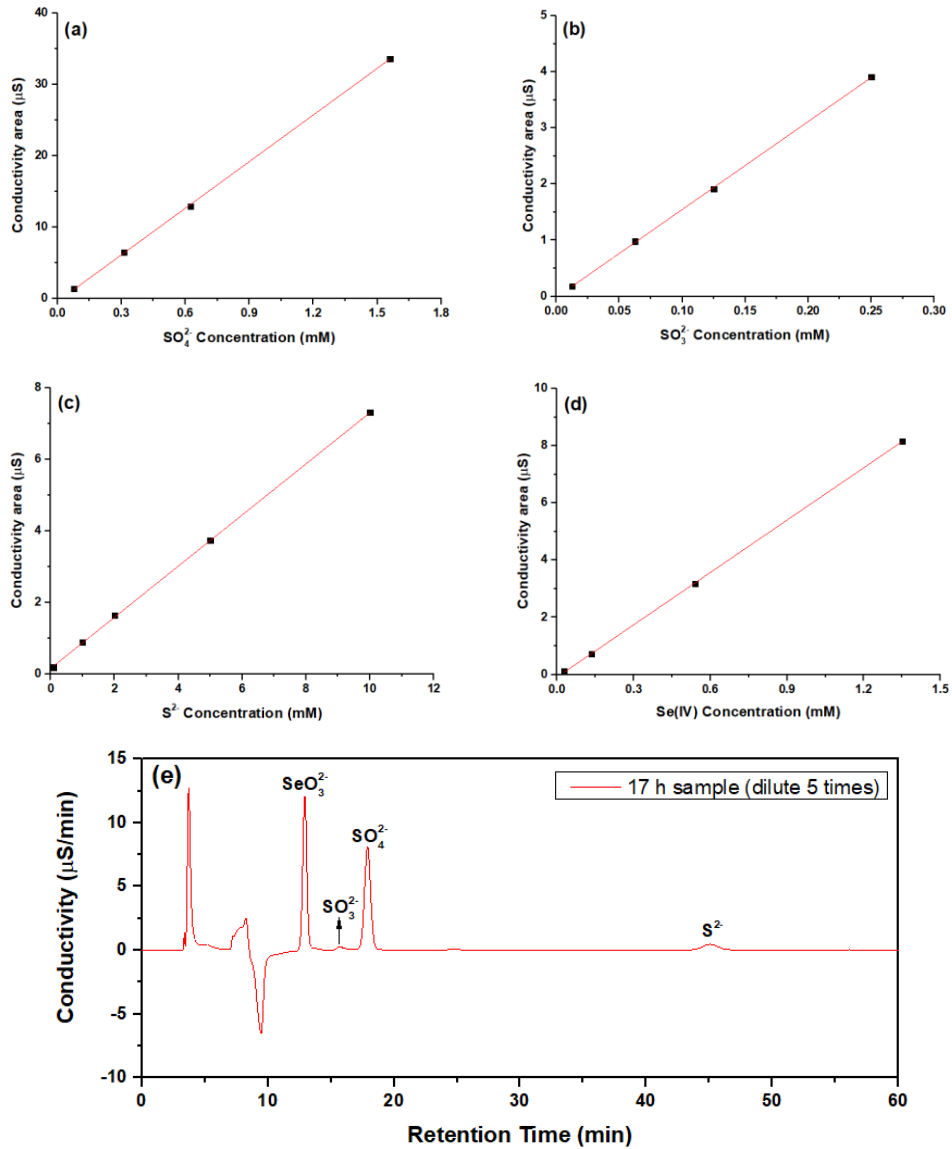 (a)
Conductivity area (µS)
40
30
20
10
0
0.0 0.3 0.6 0.9 1.2 1.5 1.8
SO₄²⁻ Concentration (mM)
(b)
Conductivity area (µS)
5
4
3
2
1
0
0.00 0.05 0.10 0.15 0.20 0.25 0.30
SO₃²⁻ Concentration (mM)
(c)
Conductivity area (µS)
8
6
4
2
0
0 2 4 6 8 10 12
S²⁻ Concentration (mM)
(d)
Conductivity area (µS)
10
8
6
4
2
0
0.0 0.3 0.6 0.9 1.2 1.5
Se(IV) Concentration (mM)
(e)
17 h sample (dilute 5 times)
Conductivity (µS/min)
15
10
5
0
-5
-10
SeO₃²⁻
SO₃²⁻
SO₄²⁻
S²⁻
0 10 20 30 40 50 60
Retention Time (min)